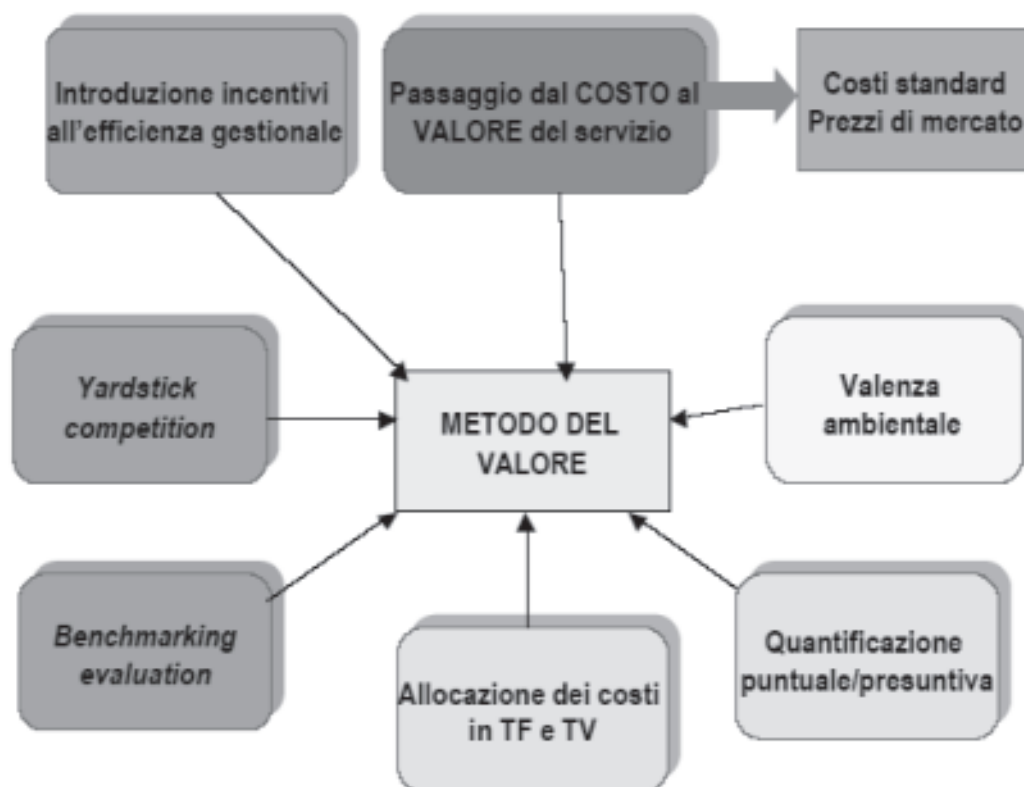 Introduzione incentivi
all'efficienza gestionale
Passaggio dal COSTO al
VALORE del servizio
Costi standard
Prezzi di mercato
Yardstick
competition
METODO DEL
VALORE
Valenza
ambientale
Benchmarking
evaluation
Allocazione dei costi
in TF e TV
Quantificazione
puntuale/presuntiva